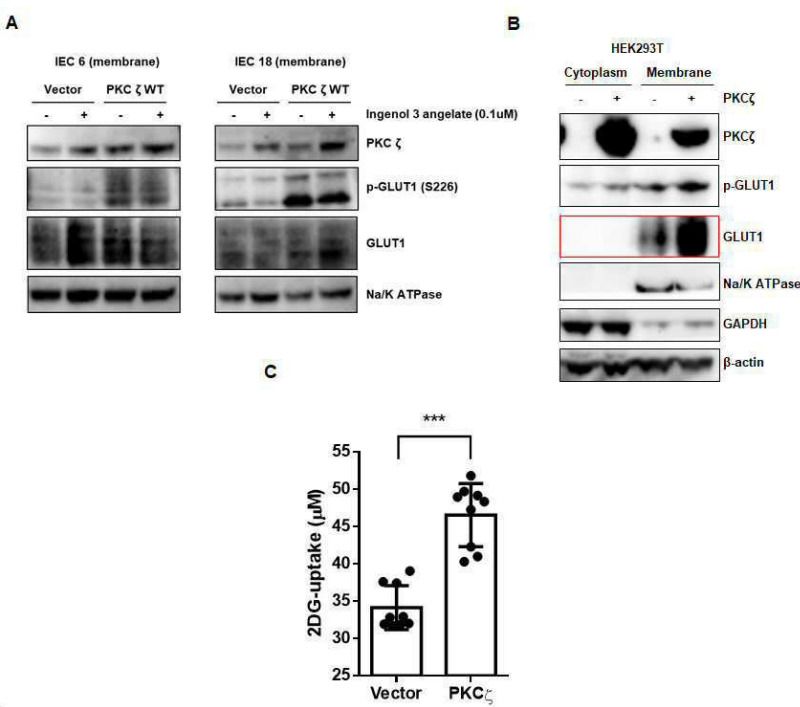 A
IEC 6 (membrane) IEC 18 (membrane)
Vector PKC ζ WT Vector PKC ζ WT
- + - + - + - + Ingenol 3 angelate (0.1uM)
PKC ζ
p-GLUT1 (S226)
GLUT1
Na/K ATPase
B
HEK293T
Cytoplasm Membrane
- + - + PKCζ
PKCζ
p-GLUT1
GLUT1
Na/K ATPase
GAPDH
β-actin
C
***
55
50
45
40
35
30
25
2DG-uptake (μM)
Vector PKCζ